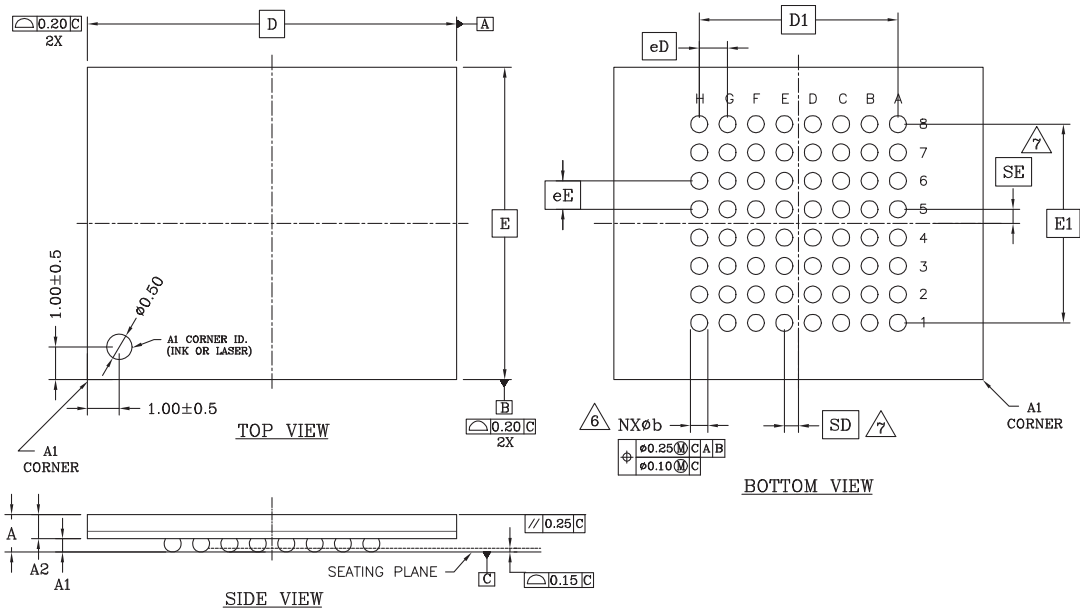 0.20 C
2X
D
A
E
1.00±0.5
ø0.50
A1 CORNER ID.
(INK OR LASER)
1.00±0.5
A1
CORNER
B
0.20 C
2X
TOP VIEW
D1
eD
H G F E D C B A
8
7
6
5
4
3
2
1
eE
7
SE
E1
6 NXøb
ø0.25 M C A B
ø0.10 M C
SD 7
A1
CORNER
BOTTOM VIEW
A
A2
A1
// 0.25 C
SEATING PLANE
C
0.15 C
SIDE VIEW